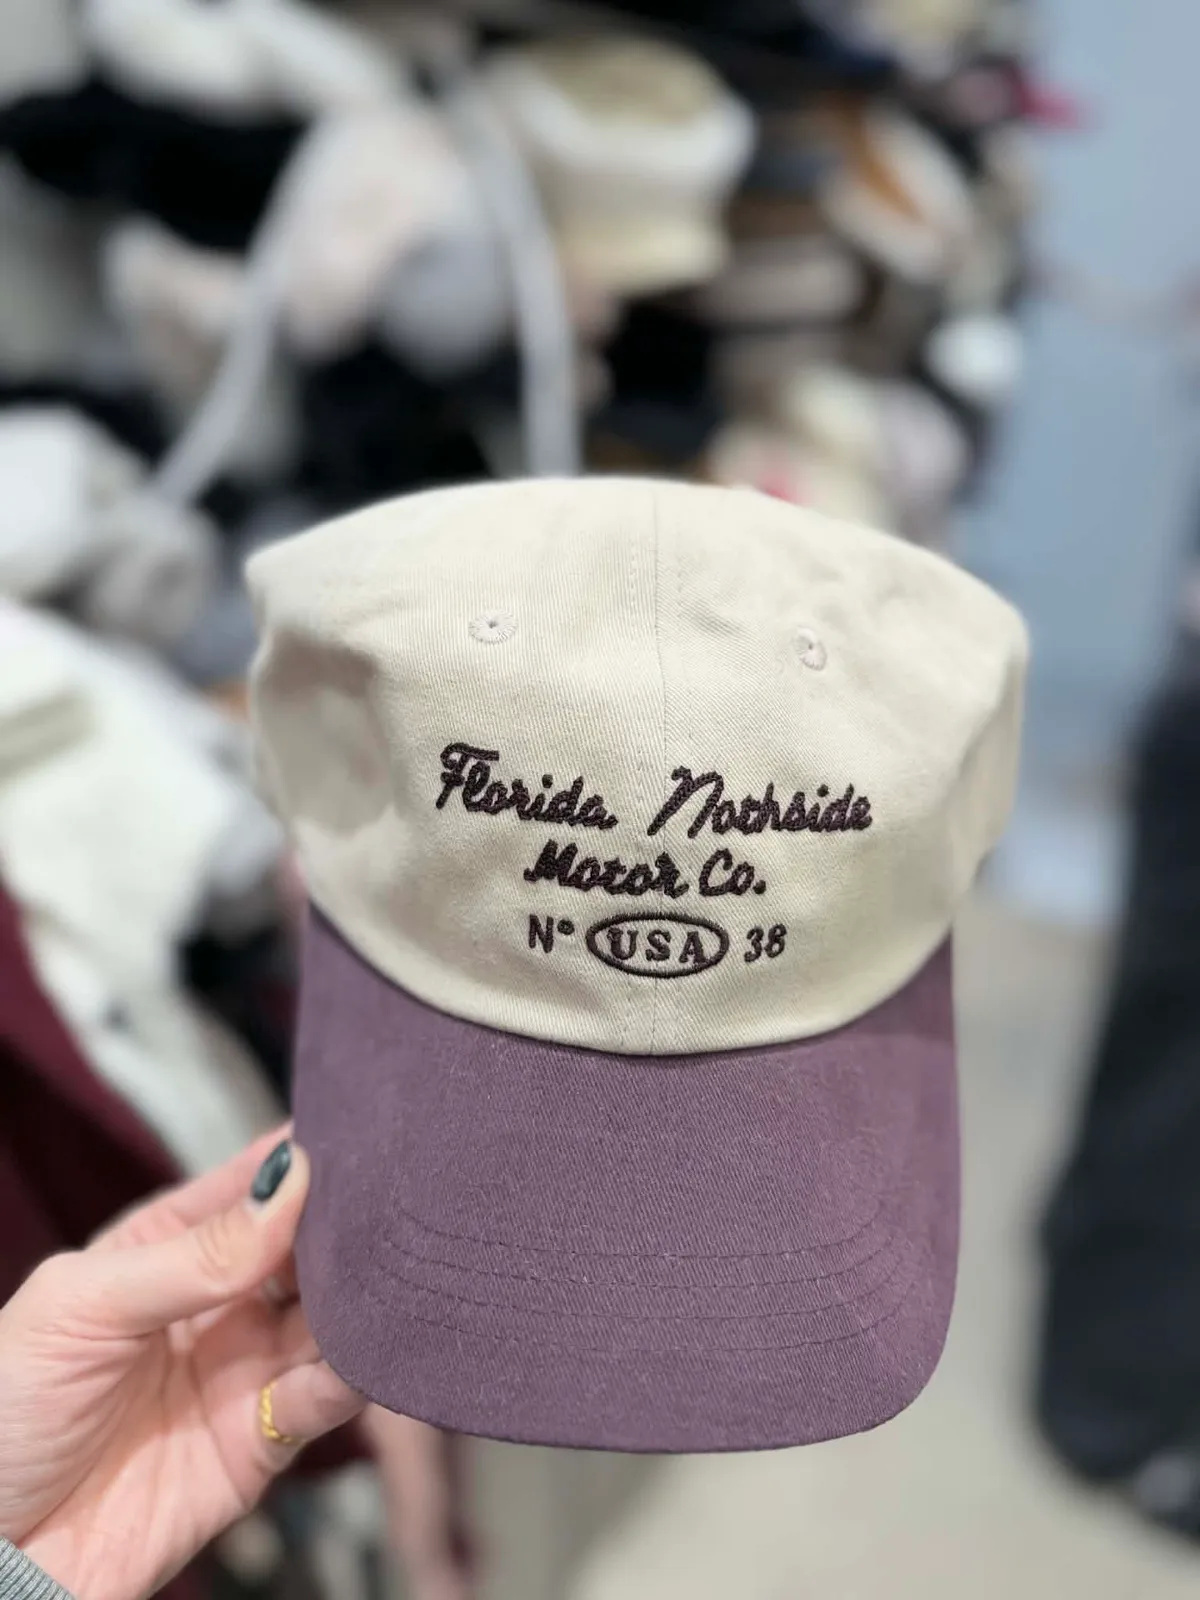 Florida Nothside
Motor Co.
N° USA 38